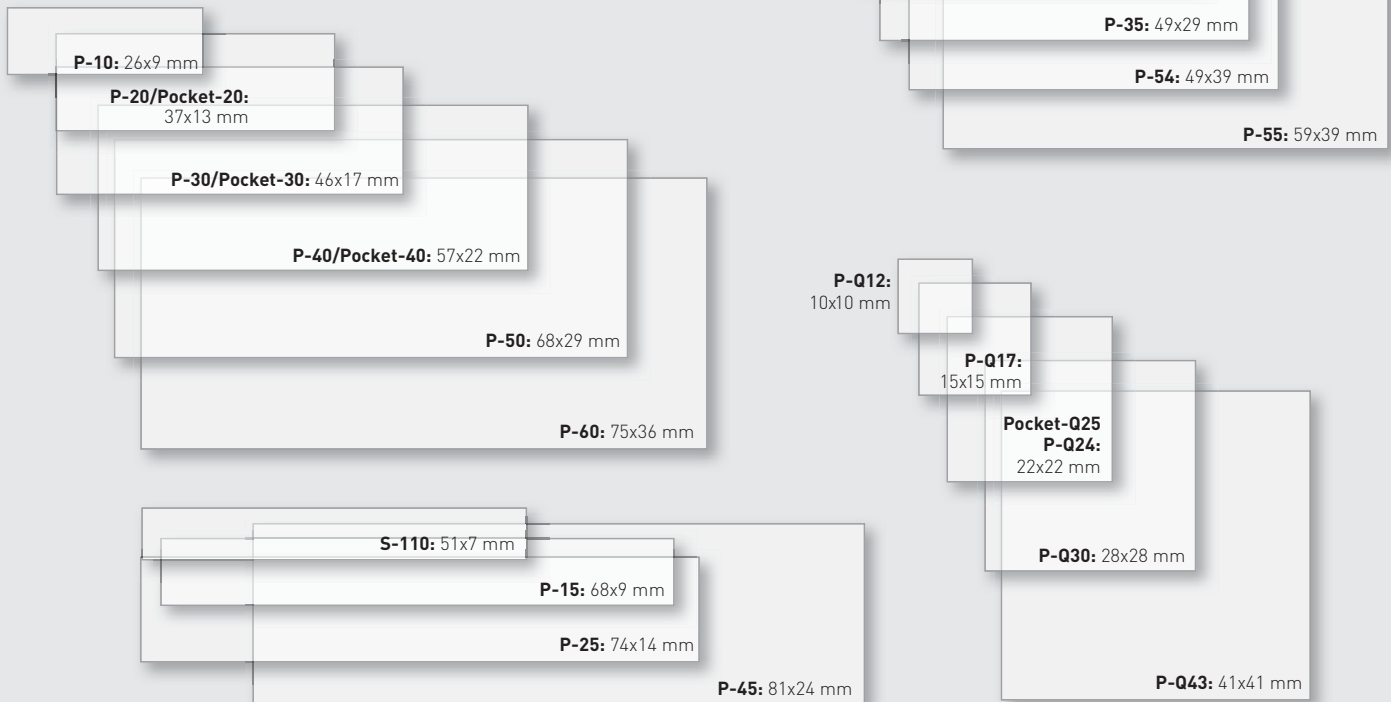 P-10: 26x9 mm
P-20/Pocket-20:
37x13 mm
P-30/Pocket-30: 46x17 mm
P-40/Pocket-40: 57x22 mm
P-50: 68x29 mm
P-60: 75x36 mm
S-110: 51x7 mm
P-15: 68x9 mm
P-25: 74x14 mm
P-45: 81x24 mm
P-35: 49x29 mm
P-54: 49x39 mm
P-55: 59x39 mm
P-Q12:
10x10 mm
P-Q17:
15x15 mm
Pocket-Q25
P-Q24:
22x22 mm
P-Q30: 28x28 mm
P-Q43: 41x41 mm